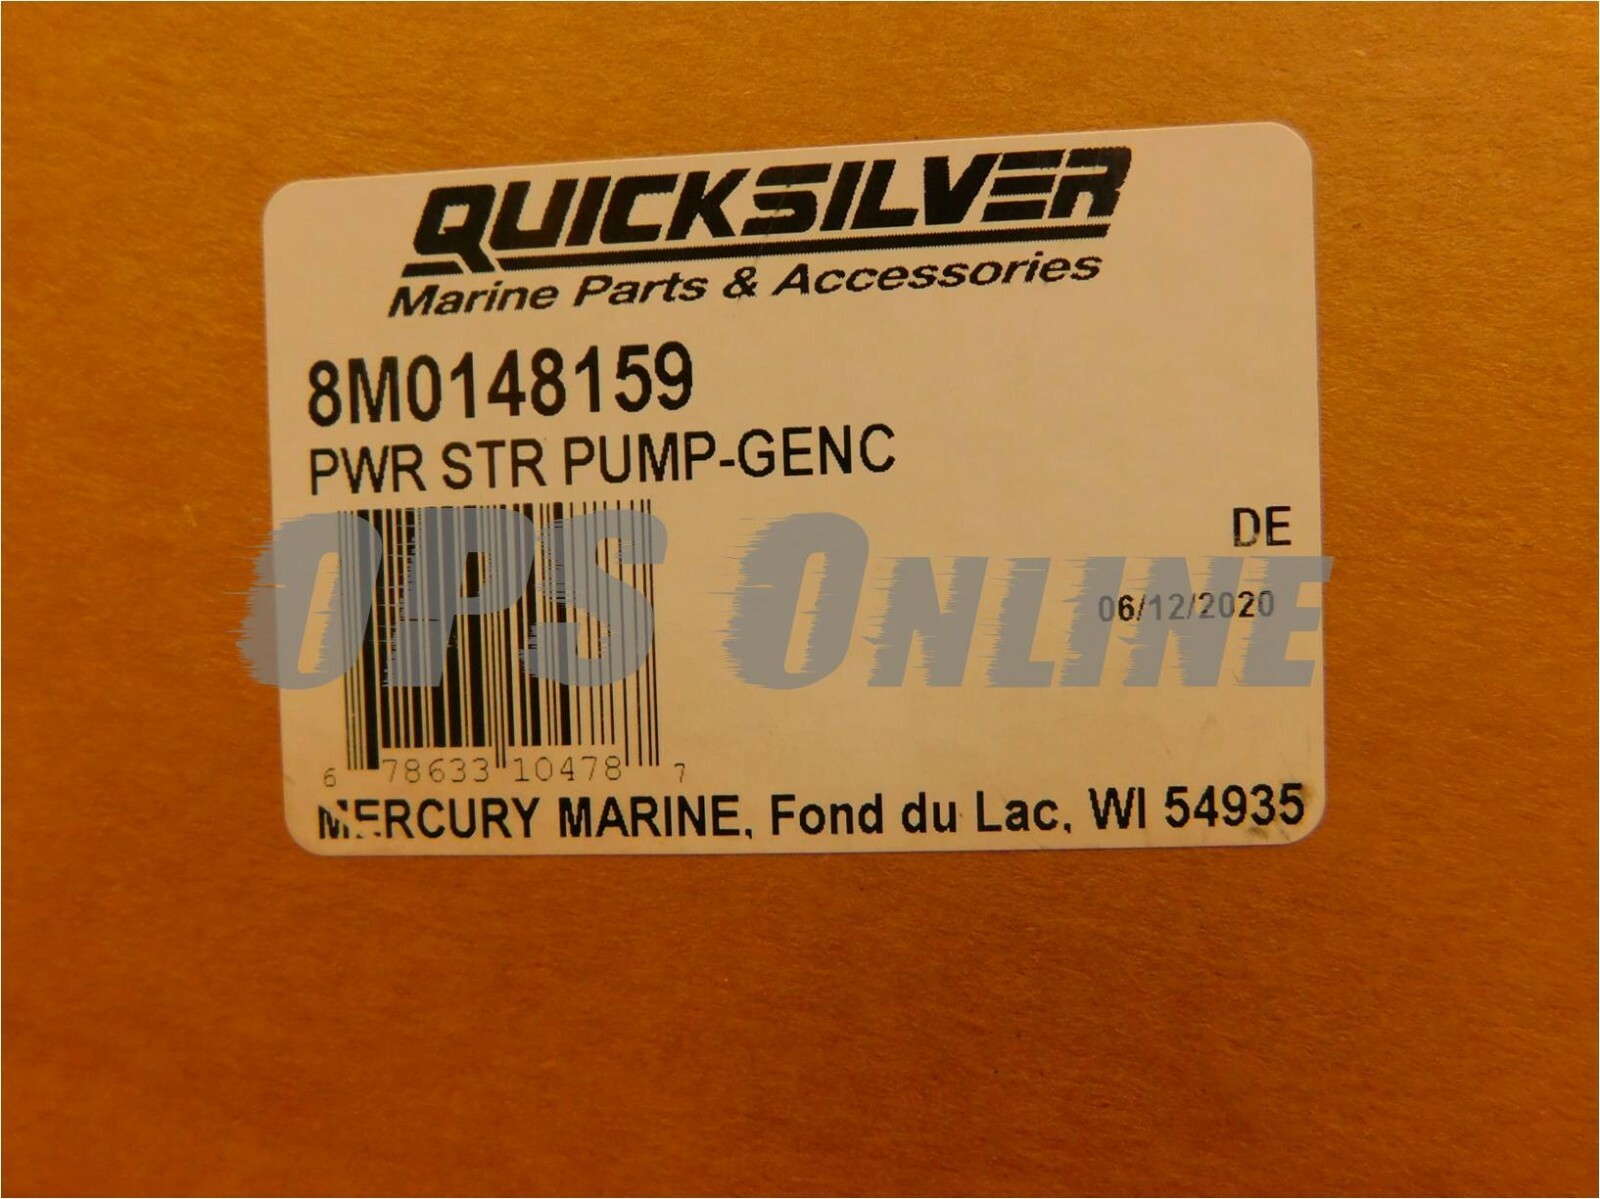 QUICKSILVER
Marine Parts & Accessories
8M0148159
PWR STR PUMP-GENC
DE
OPS ONLINE
06/12/2020
6 78633 10478 7
MERCURY MARINE, Fond du Lac, WI 54935